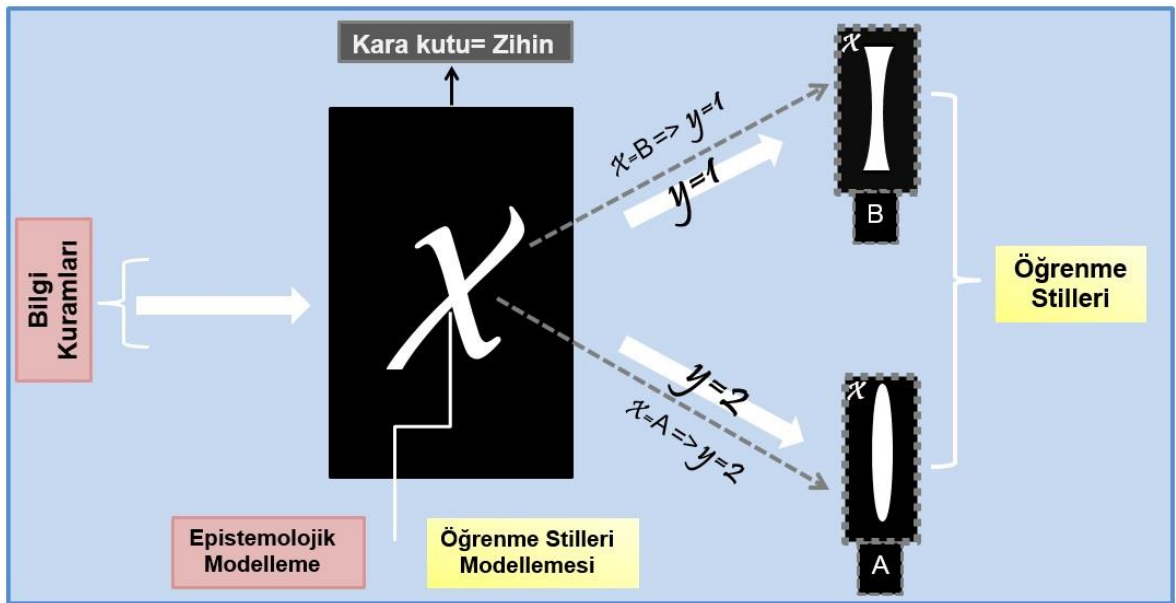 Kara kutu= Zihin
Bilgi
Kuramları
x
x=B => y=1
y=1
y=2
x=A => y=2
x
B
x
A
Öğrenme
Stilleri
Epistemolojik
Modelleme
Öğrenme Stilleri
Modellemesi